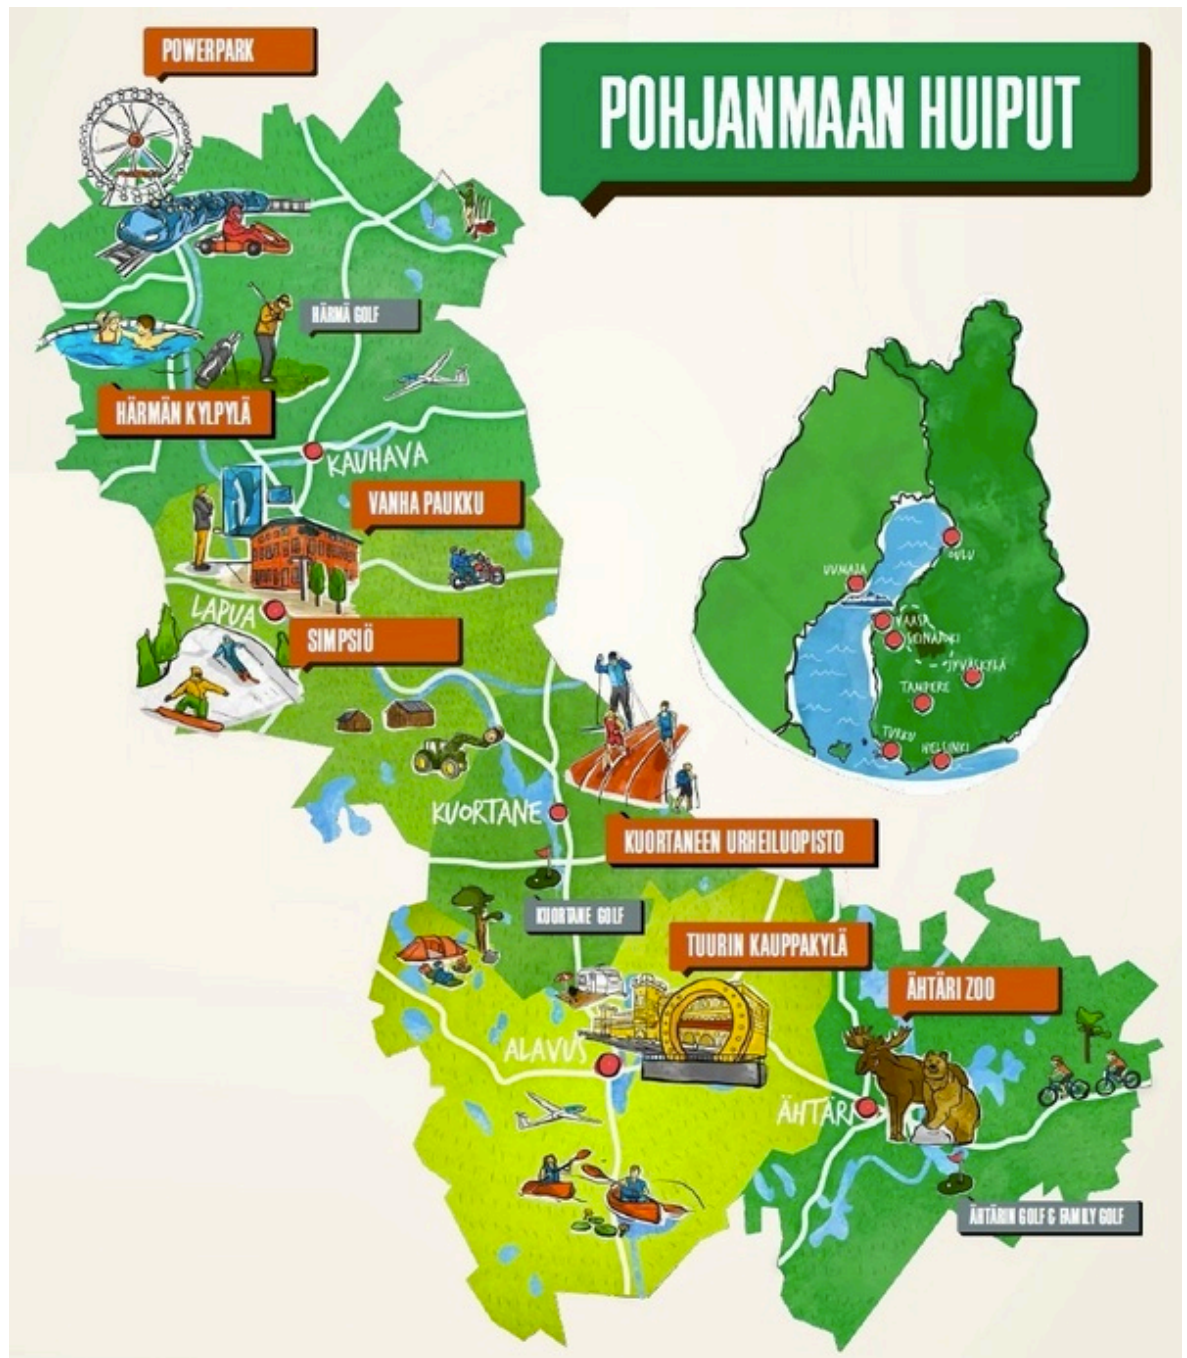 POWERPARK
POHJANMAAN HUIPUT
HÄRMÄ GOLF
HÄRMÄN KYLPYLÄ
KAUHAVA
VANHA PAUKKU
LAPUA
SIMPSIÖ
OULU
UUMAJA
VAASA
SEINÄJOKI
JYVÄSKYLÄ
TAMPERE
TURKU
HELSINKI
KUORTANE
KUORTANEEN URHEILUOPISTO
KUORTANE GOLF
TUURIN KAUPPAKYLÄ
ÄHTÄRI ZOO
ALAVUS
ÄHTÄRI
ÄHTÄRIN GOLF & FAMILY GOLF